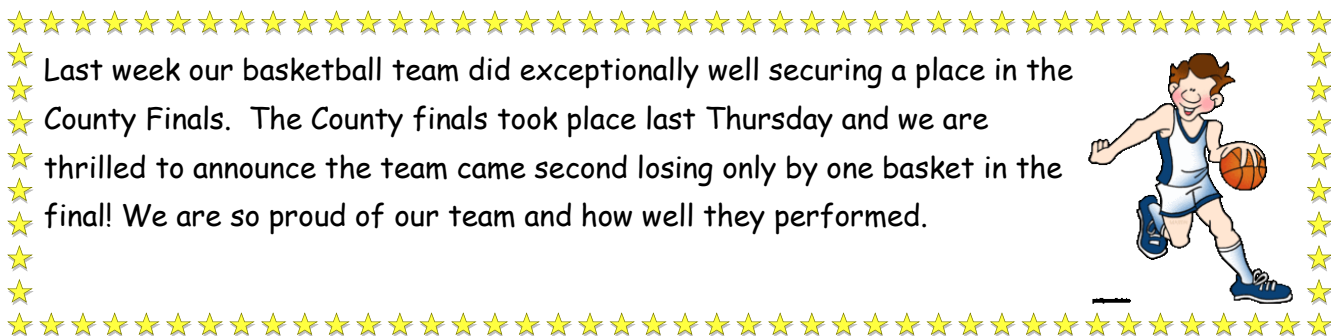 Last week our basketball team did exceptionally well securing a place in the
County Finals.  The County finals took place last Thursday and we are
thrilled to announce the team came second losing only by one basket in the
final! We are so proud of our team and how well they performed.